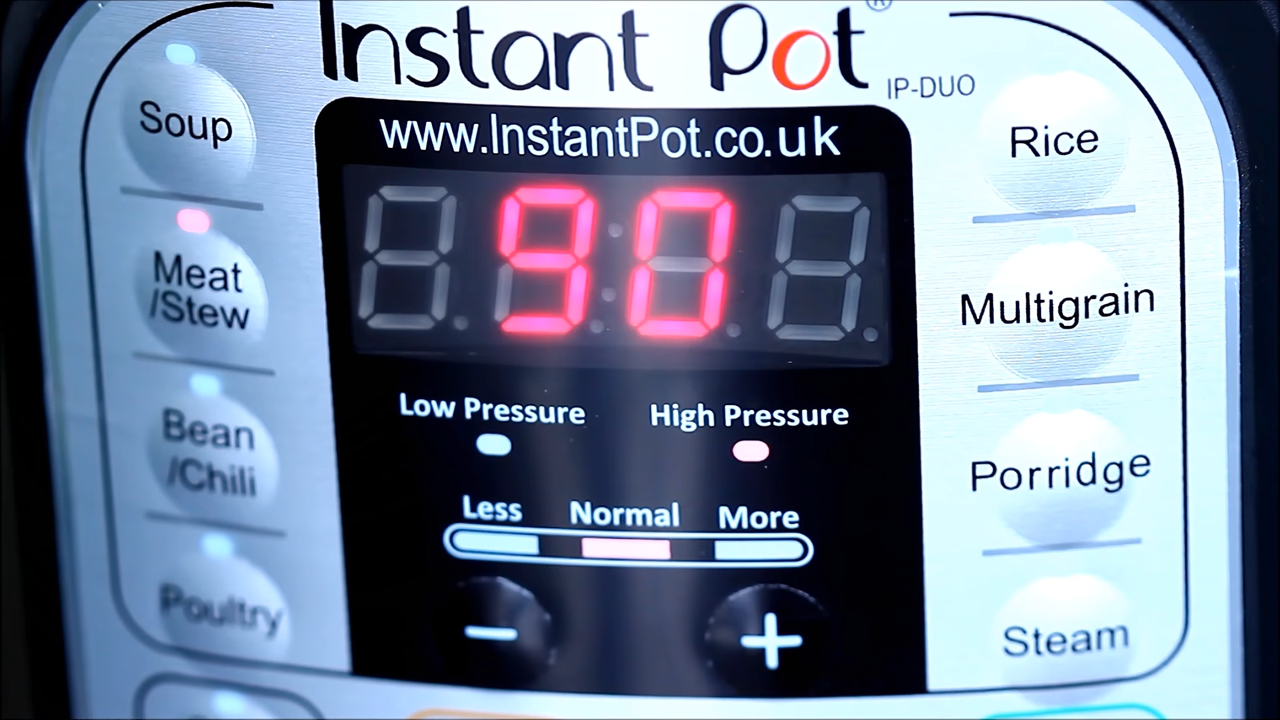 Instant Pot®
IP-DUO
www.InstantPot.co.uk
90
Soup
Meat
/Stew
Bean
/Chili
Poultry
Low Pressure
High Pressure
Less
Normal
More
−
+
Rice
Multigrain
Porridge
Steam